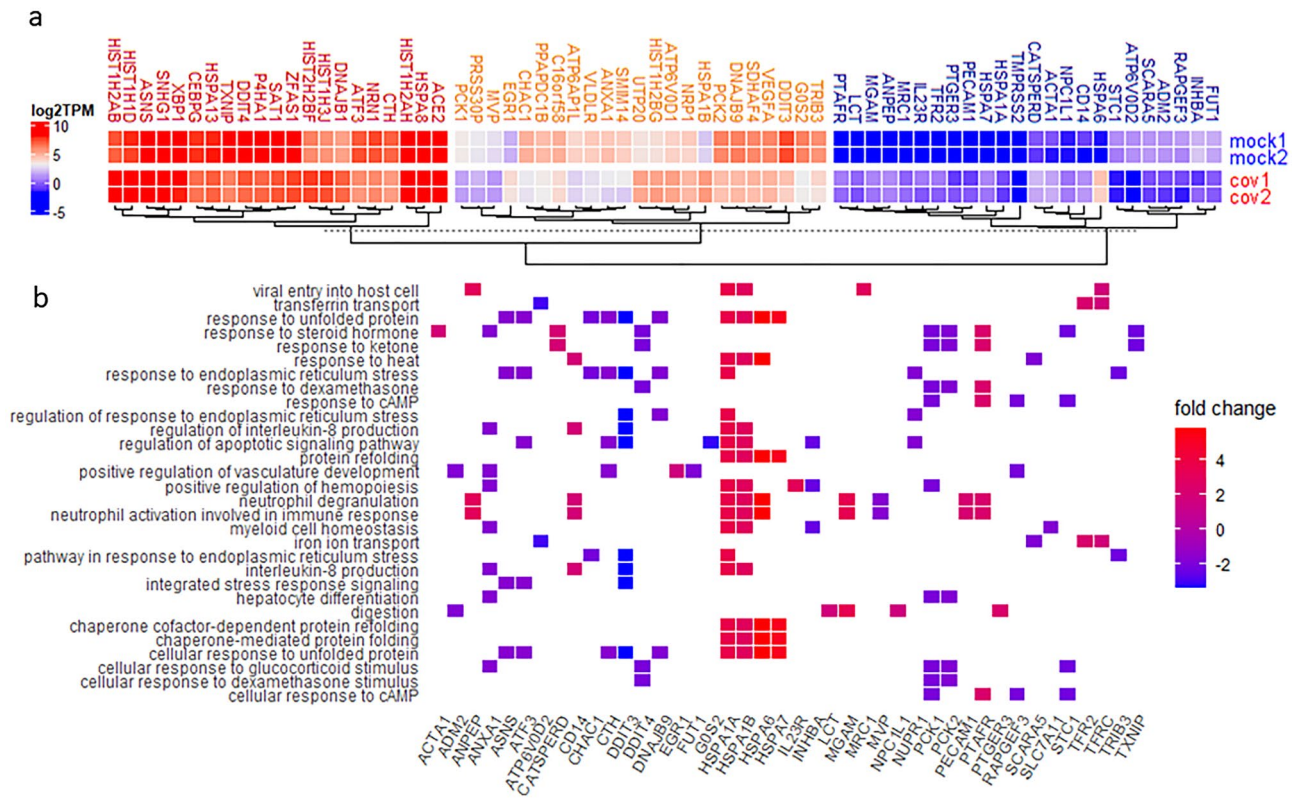 a
HIST1H2AB
HIST1H1D
ASNS
SNHG1
XBP1
CEBPG
HSPA13
TXNIP
DDIT4
P4HA1
SAT1
ZFAS1
HIST2H2BF
HIST1H1H3
DNAJB1
ATF3
NRN1
CTH
HIST1H2AH
HSPA8
ACE2
PCK1
PRSS30P
MVP
EGR1
CHAC1
PPAPDC1B
C16orf58
ATP6AP1L
VLDLR
ANXA1
SMIM14
UTP20
HIST1H2BG
ATP6V0D1
NRP1
HSPA1B
PCK2
DNAJB9
SDHAF4
VEGFA
DDIT3
G0S2
TRIB3
PTAFR
LCT
MGAM
ANPEP
MRC1
IL23R
TFR2
PTGER3
PECAM1
HSPA7
HSPA1A
TMPRSS2
CATSPERD
ACTA1
NPC1L1
CD14
HSPA6
STC1
ATP6V0D2
SCARA5
ADM2
RAPGEF3
INHBA
FUT1
log2TPM
10
5
0
-5
mock1
mock2
cov1
cov2
b
viral entry into host cell
transferrin transport
response to unfolded protein
response to steroid hormone
response to ketone
response to heat
response to endoplasmic reticulum stress
response to dexamethasone
response to cAMP
regulation of response to endoplasmic reticulum stress
regulation of interleukin-8 production
regulation of apoptotic signaling pathway
protein refolding
positive regulation of vasculature development
positive regulation of hemopoiesis
neutrophil degranulation
neutrophil activation involved in immune response
myeloid cell homeostasis
iron ion transport
pathway in response to endoplasmic reticulum stress
interleukin-8 production
integrated stress response signaling
hepatocyte differentiation
digestion
chaperone cofactor-dependent protein refolding
chaperone-mediated protein folding
cellular response to unfolded protein
cellular response to glucocorticoid stimulus
cellular response to dexamethasone stimulus
cellular response to cAMP
fold change
4
2
0
-2
ACTA1
ADM2
ANPEP
ANXA1
ASNS
ATF3
ATP6V0D2
CATSPERD
CD14
CHAC1
CTH
DDIT3
DDIT4
DNAJB9
EGR1
FUT1
G0S2
HSPA1A
HSPA1B
HSPA6
HSPA7
IL23R
INHBA
LCT
MGAM
MRC1
MVP
NPC1L1
NUPR1
PCK1
PCK2
PECAM1
PTAFR
PTGER3
RAPGEF3
SCARA5
SLC7A11
STC1
TFR2
TFRC
TRIB3
TXNIP